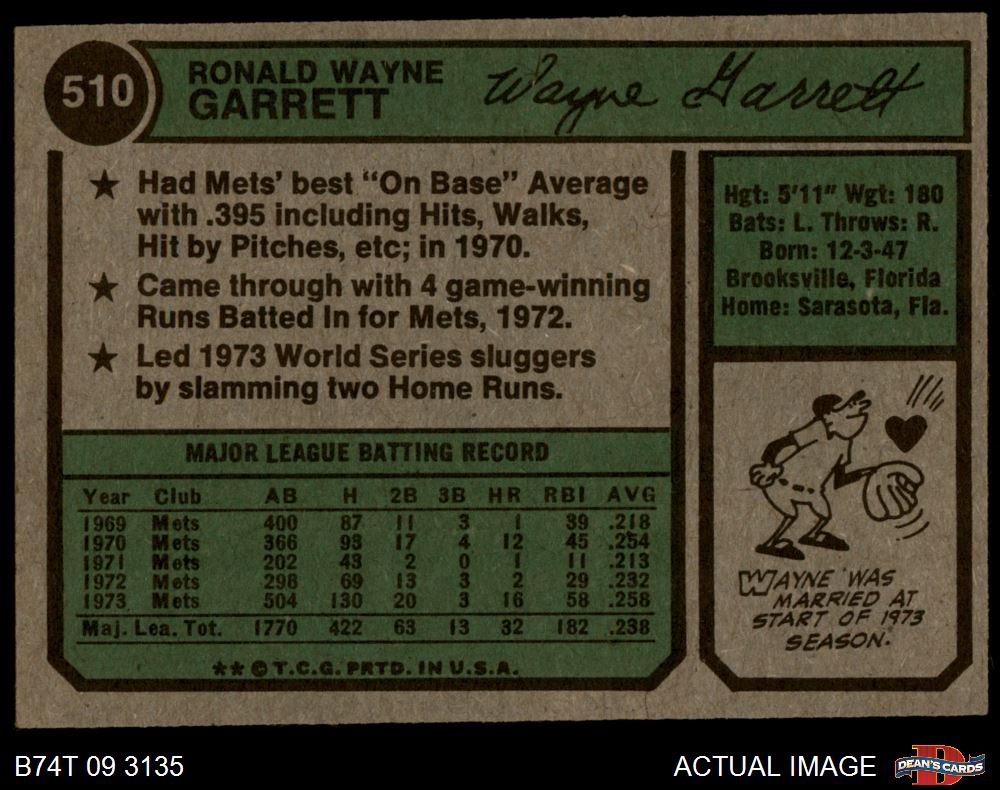 510
RONALD WAYNE
GARRETT
Wayne Garrett
★ Had Mets' best "On Base" Average
with .395 including Hits, Walks,
Hit by Pitches, etc; in 1970.
★ Came through with 4 game-winning
Runs Batted In for Mets, 1972.
★ Led 1973 World Series sluggers
by slamming two Home Runs.
Hgt: 5'11" Wgt: 180
Bats: L. Throws: R.
Born: 12-3-47
Brooksville, Florida
Home: Sarasota, Fla.
MAJOR LEAGUE BATTING RECORD
Year Club AB H 2B 3B HR RBI AVG
1969 Mets 400 87 11 3 1 39 .218
1970 Mets 366 93 17 4 12 45 .254
1971 Mets 202 43 2 0 1 11 .213
1972 Mets 298 69 13 3 2 29 .232
1973 Mets 504 130 20 3 16 58 .258
Maj. Lea. Tot. 1770 422 63 13 32 182 .238
★★ © T.C.G. PRTD. IN U.S.A.
WAYNE WAS
MARRIED AT
START OF 1973
SEASON.
B74T 09 3135
ACTUAL IMAGE
DEAN'S CARDS